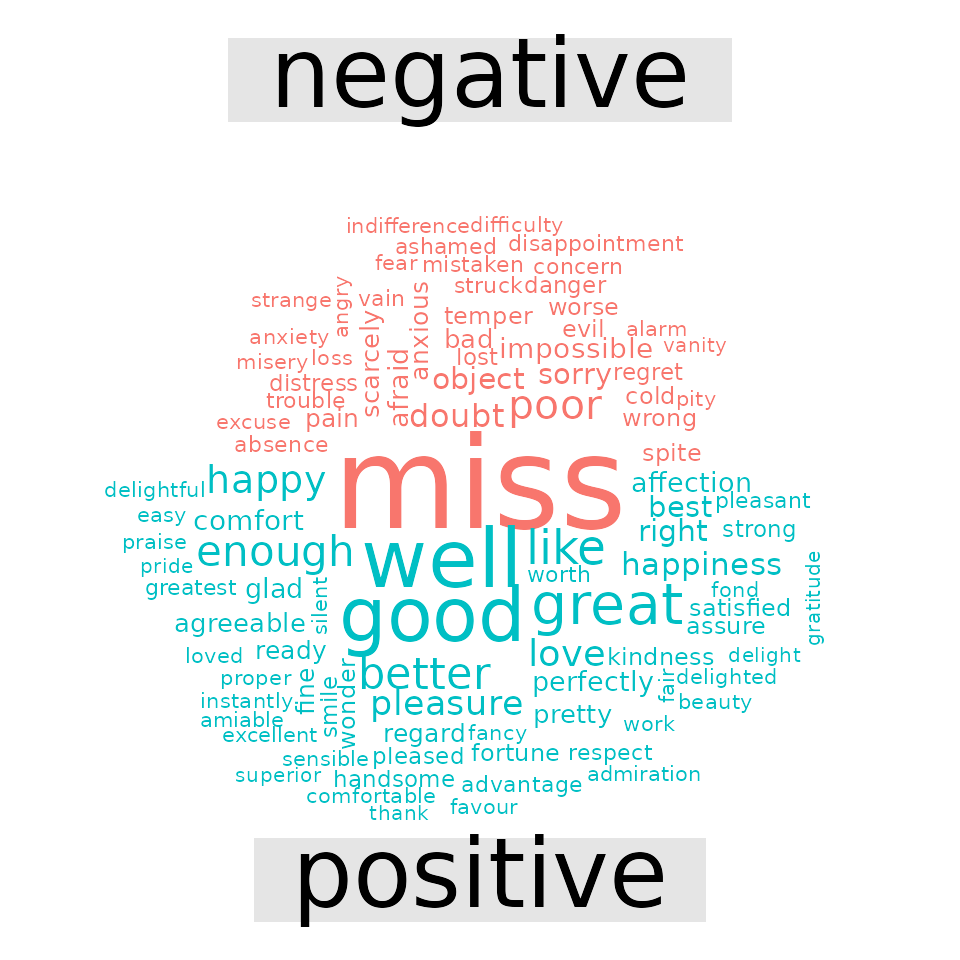 negative
indifference difficulty
ashamed disappointment
fear mistaken concern
struck danger
strange angry vain anxious worse
scarcely temper evil alarm
anxiety bad impossible vanity
misery loss afraid lost
distress object sorry regret
trouble cold pity
excuse pain doubt poor wrong
absence spite
miss
delightful happy affection
easy comfort best pleasant
praise enough well like right strong
pride worth happiness
greatest glad silent good great fond gratitude
agreeable satisfied
assure
loved ready love kindness delight
proper better perfectly fair delighted
instantly fine smile wonder pleasure beauty
amiable pretty work
excellent regard fancy
sensible pleased fortune respect
superior handsome advantage admiration
comfortable favour
thank
positive